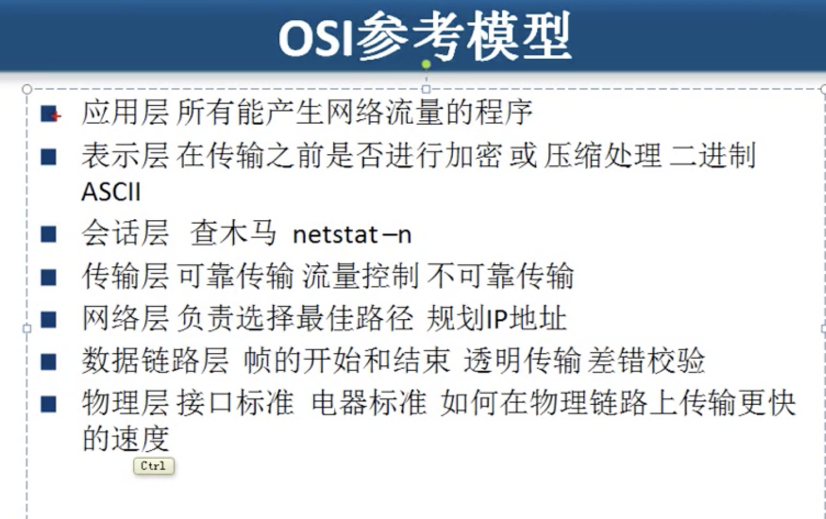 OSI参考模型
应用层 所有能产生网络流量的程序
表示层 在传输之前是否进行加密 或 压缩处理 二进制
ASCII
会话层 查木马 netstat –n
传输层 可靠传输 流量控制 不可靠传输
网络层 负责选择最佳路径 规划IP地址
数据链路层 帧的开始和结束 透明传输 差错校验
物理层 接口标准 电器标准 如何在物理链路上传输更快
的速度
Ctrl